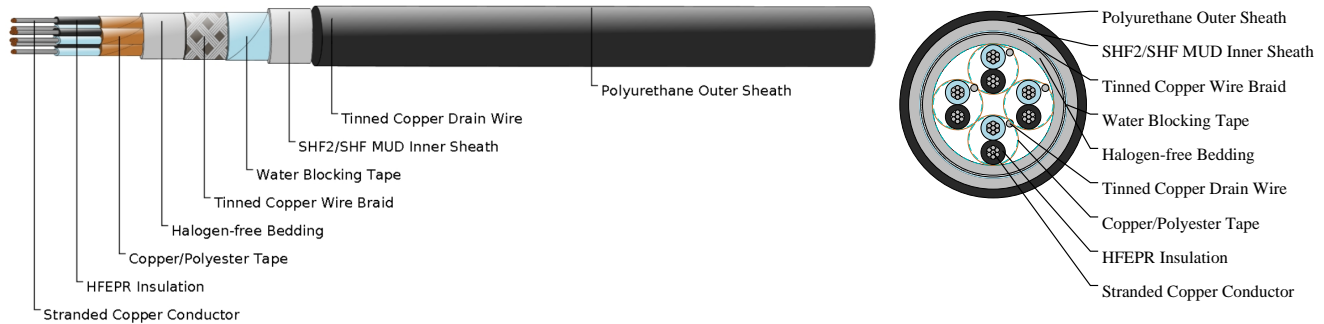 Polyurethane Outer Sheath
Tinned Copper Drain Wire
SHF2/SHF MUD Inner Sheath
Water Blocking Tape
Tinned Copper Wire Braid
Halogen-free Bedding
Copper/Polyester Tape
HFEPR Insulation
Stranded Copper Conductor
Polyurethane Outer Sheath
SHF2/SHF MUD Inner Sheath
Tinned Copper Wire Braid
Water Blocking Tape
Halogen-free Bedding
Tinned Copper Drain Wire
Copper/Polyester Tape
HFEPR Insulation
Stranded Copper Conductor